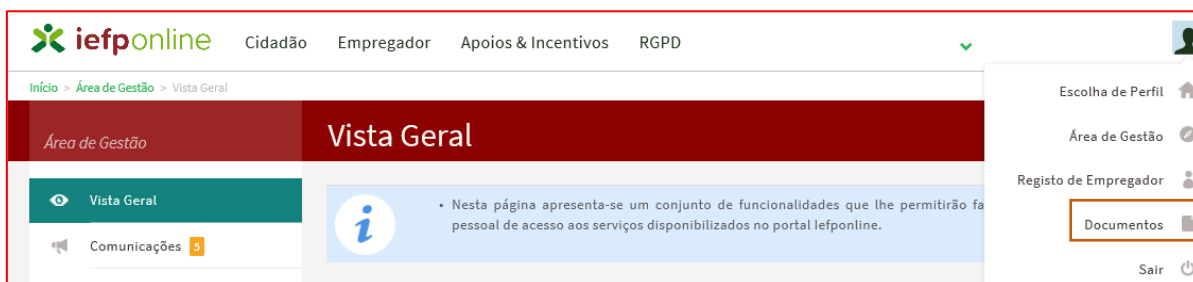 iefponline Cidadão Empregador Apoios & Incentivos RGPD
Início > Área de Gestão > Vista Geral
Escolha de Perfil
Área de Gestão
Vista Geral
Área de Gestão
Registo de Empregador
Vista Geral
• Nesta página apresenta-se um conjunto de funcionalidades que lhe permitirão fa
pessoal de acesso aos serviços disponibilizados no portal Iefponline.
Documentos
Comunicações 5
Sair